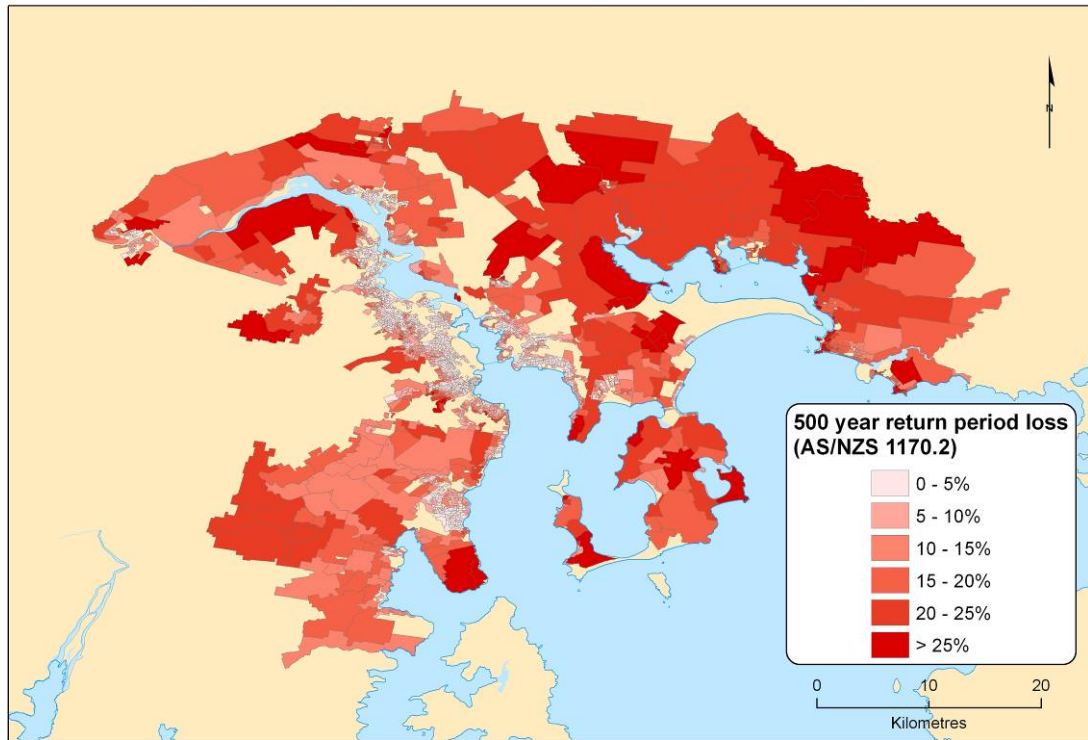 N
500 year return period loss
(AS/NZS 1170.2)
0 - 5%
5 - 10%
10 - 15%
15 - 20%
20 - 25%
> 25%
0 10 20
Kilometres